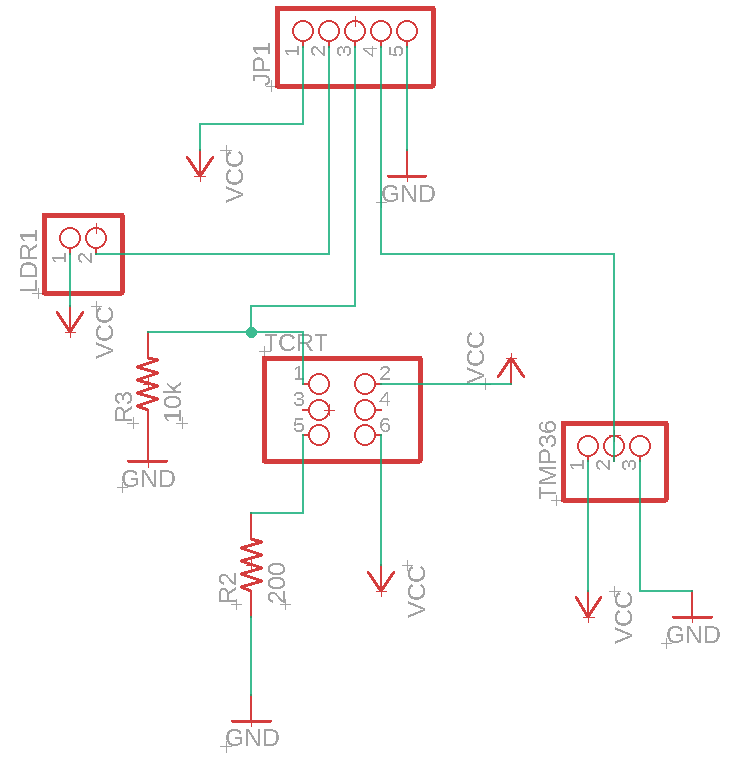 JP1
1 2 3 4 5
VCC
GND
LDR1
1 2
VCC
JCRT
1 2
3 4
5 6
VCC
R3
10k
GND
TMP36
1 2 3
R2
200
VCC
VCC
GND
GND